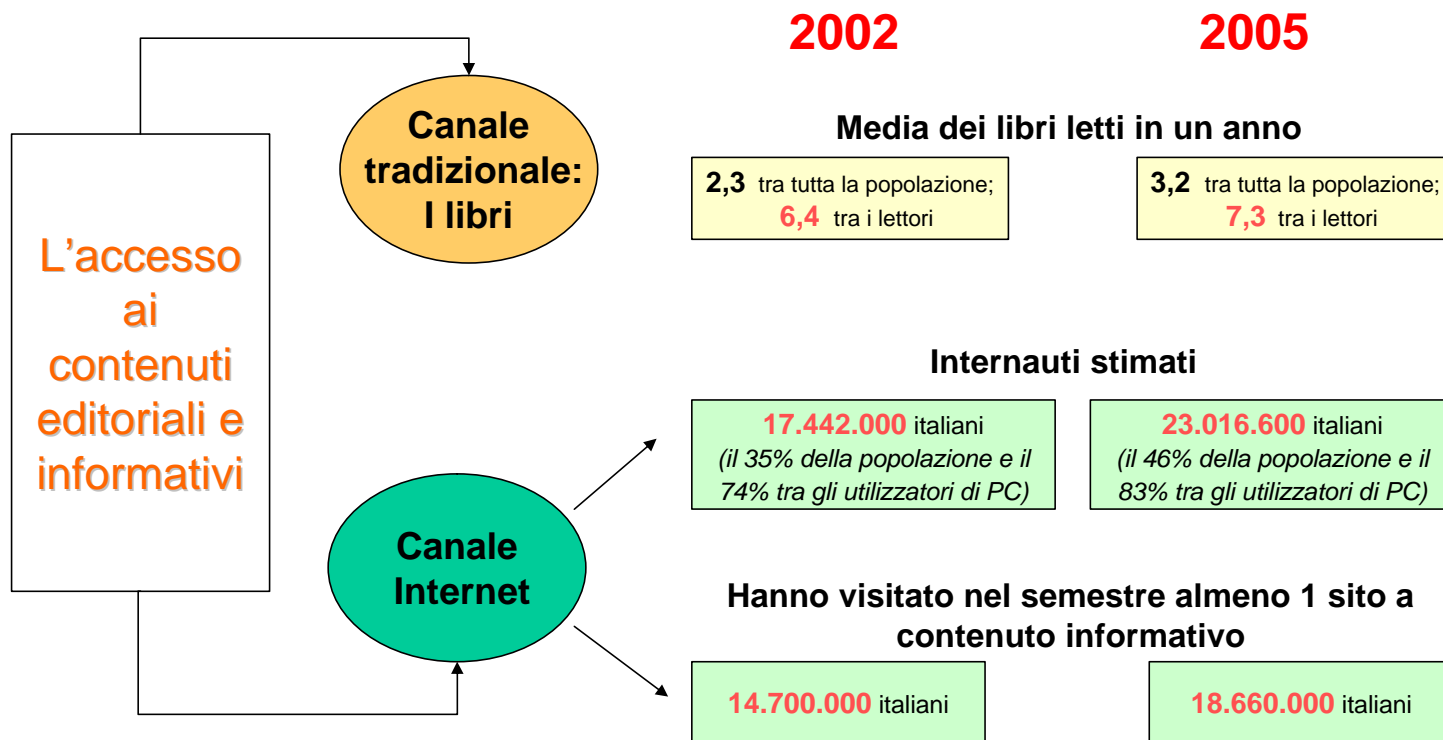 2002
2005
L'accesso
ai
contenuti
editoriali e
informativi
Canale
tradizionale:
I libri
Media dei libri letti in un anno
2,3 tra tutta la popolazione;
6,4 tra i lettori
3,2 tra tutta la popolazione;
7,3 tra i lettori
Canale
Internet
Internauti stimati
17.442.000 italiani
(il 35% della popolazione e il
74% tra gli utilizzatori di PC)
23.016.600 italiani
(il 46% della popolazione e il
83% tra gli utilizzatori di PC)
Hanno visitato nel semestre almeno 1 sito a
contenuto informativo
14.700.000 italiani
18.660.000 italiani